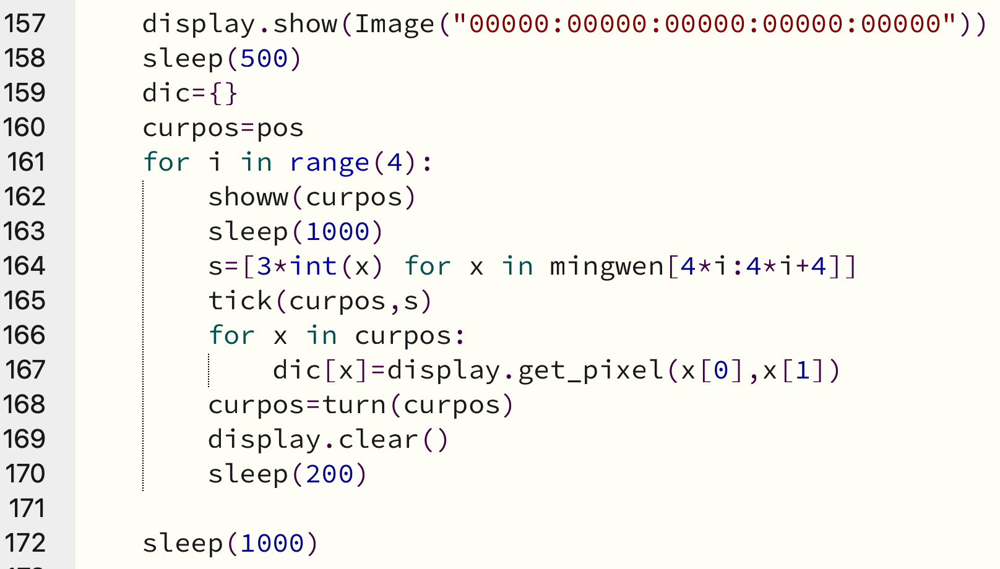 157 display.show(Image("00000:00000:00000:00000:00000"))
158 sleep(500)
159 dic={}
160 curpos=pos
161 for i in range(4):
162 showw(curpos)
163 sleep(1000)
164 s=[3*int(x) for x in mingwen[4*i:4*i+4]]
165 tick(curpos,s)
166 for x in curpos:
167 dic[x]=display.get_pixel(x[0],x[1])
168 curpos=turn(curpos)
169 display.clear()
170 sleep(200)
171
172 sleep(1000)